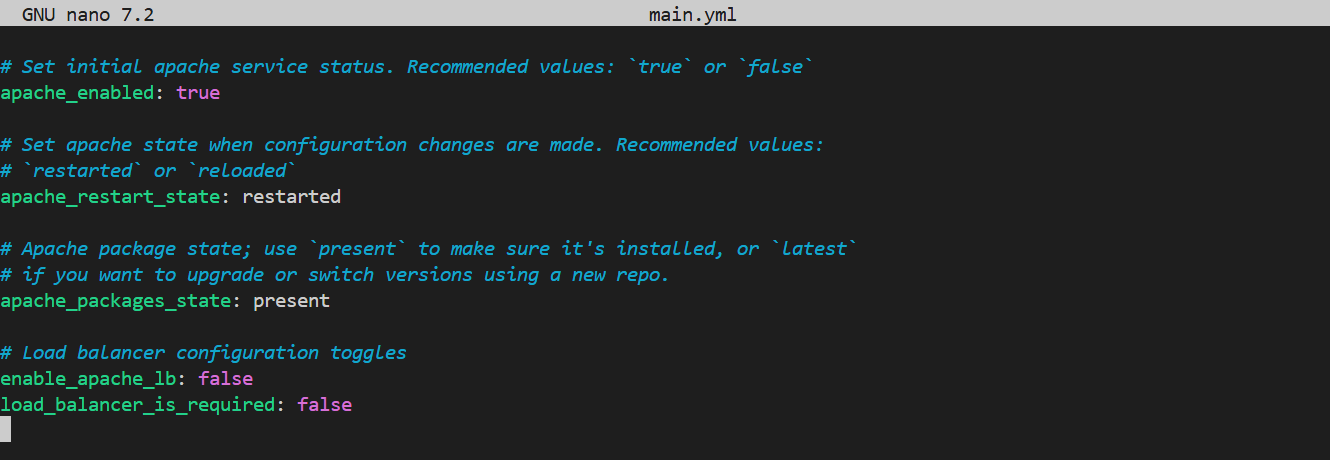 GNU nano 7.2 main.yml
# Set initial apache service status. Recommended values: `true` or `false`
apache_enabled: true
# Set apache state when configuration changes are made. Recommended values:
# `restarted` or `reloaded`
apache_restart_state: restarted
# Apache package state; use `present` to make sure it's installed, or `latest`
# if you want to upgrade or switch versions using a new repo.
apache_packages_state: present
# Load balancer configuration toggles
enable_apache_lb: false
load_balancer_is_required: false